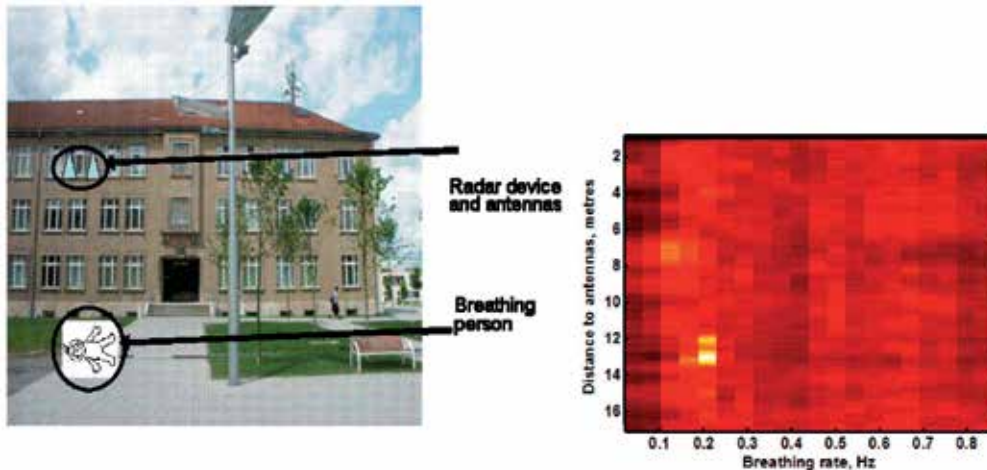 Radar device
and antennas
Breathing
person
Distance to antennas, metres
2
4
6
8
10
12
14
16
0.1 0.2 0.3 0.4 0.5 0.6 0.7 0.8
Breathing rate, Hz